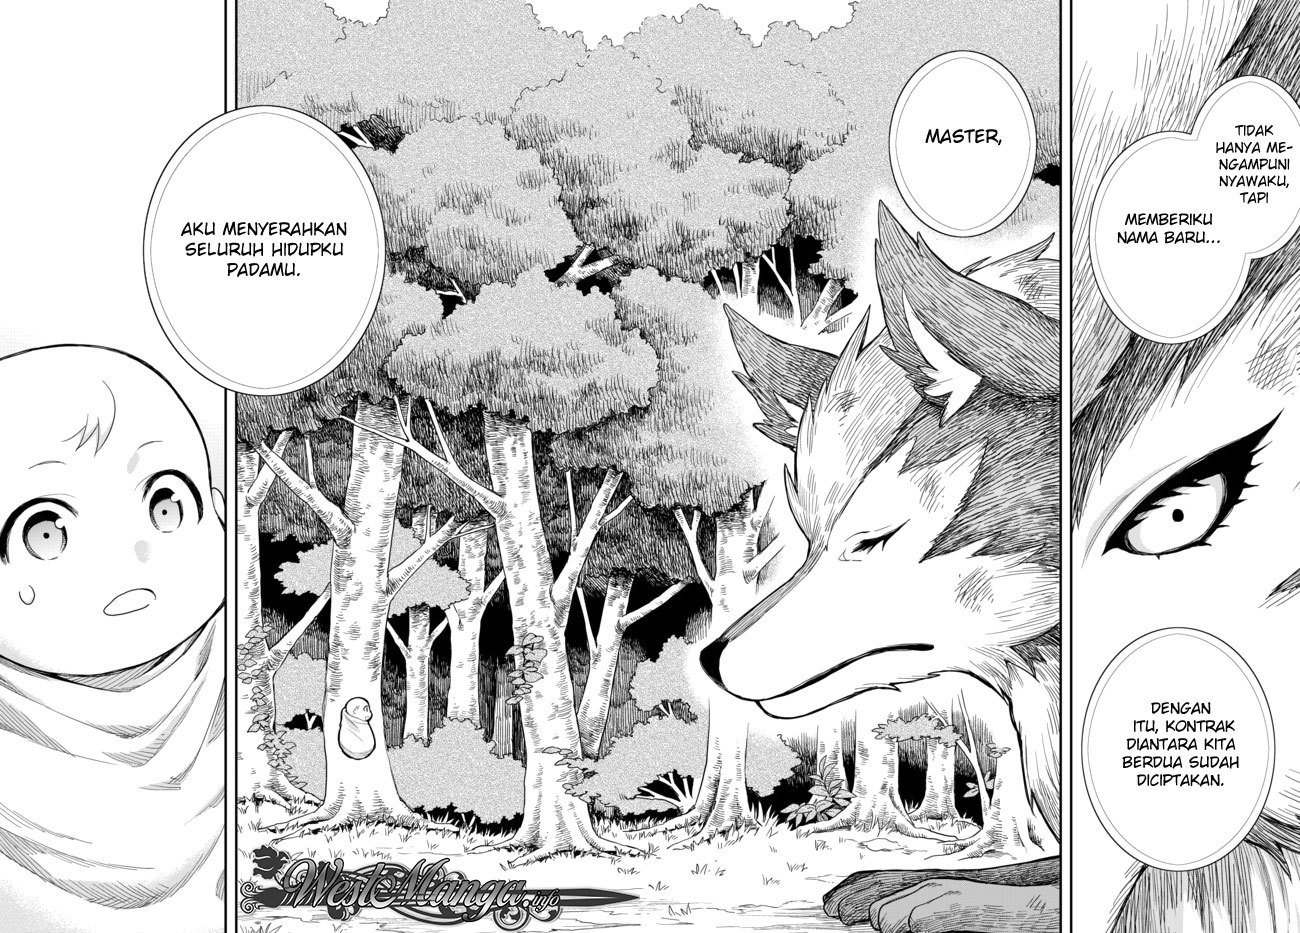 TIDAK
HANYA ME-
NGAMPUNI
NYAWAKU,
TAPI
MEMBERIKU
NAMA BARU...
DENGAN
ITU, KONTRAK
DIANTARA KITA
BERDUA SUDAH
DICIPTAKAN.
MASTER,
AKU MENYERAHKAN
SELURUH HIDUPKU
PADAMU.
WestManga.info